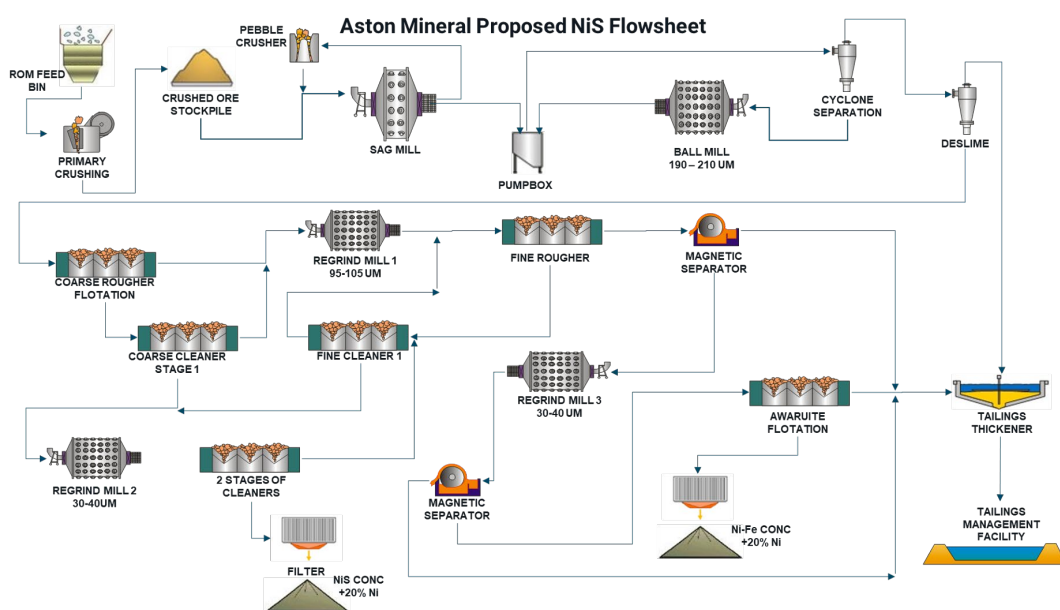 Aston Mineral Proposed NiS Flowsheet
PEBBLE
CRUSHER
ROM FEED
BIN
CRUSHED ORE
STOCKPILE
SAG MILL
CYCLONE
SEPARATION
PRIMARY
CRUSHING
PUMPBOX
BALL MILL
190 – 210 UM
DESLIME
REGRIND MILL 1
95-105 UM
FINE ROUGHER
MAGNETIC
SEPARATOR
COARSE ROUGHER
FLOTATION
COARSE CLEANER
STAGE 1
FINE CLEANER 1
REGRIND MILL 3
30-40 UM
AWARUITE
FLOTATION
TAILINGS
THICKENER
REGRIND MILL 2
30-40UM
2 STAGES OF
CLEANERS
MAGNETIC
SEPARATOR
Ni-Fe CONC
+20% Ni
TAILINGS
MANAGEMENT
FACILITY
FILTER
NiS CONC
+20% Ni